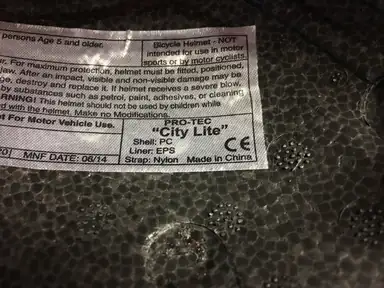 persons Age 5 and older.
Bicycle Helmet - NOT
intended for use in motor
sports or by motor cyclists
For maximum protection, helmet must be fitted, positioned,
jaw. After an impact, visible and non-visible damage may be
destroy and replace it. If helmet receives a severe blow,
by substances such as petrol, paint, adhesives, or cleaning
WARNING! This helmet should not be used by children while
with the helmet. Make no Modifications.
For Motor Vehicle Use.
MNF DATE: 06/14
PRO-TEC
"City Lite"
Shell: PC
Liner: EPS
Strap: Nylon Made in China
CE